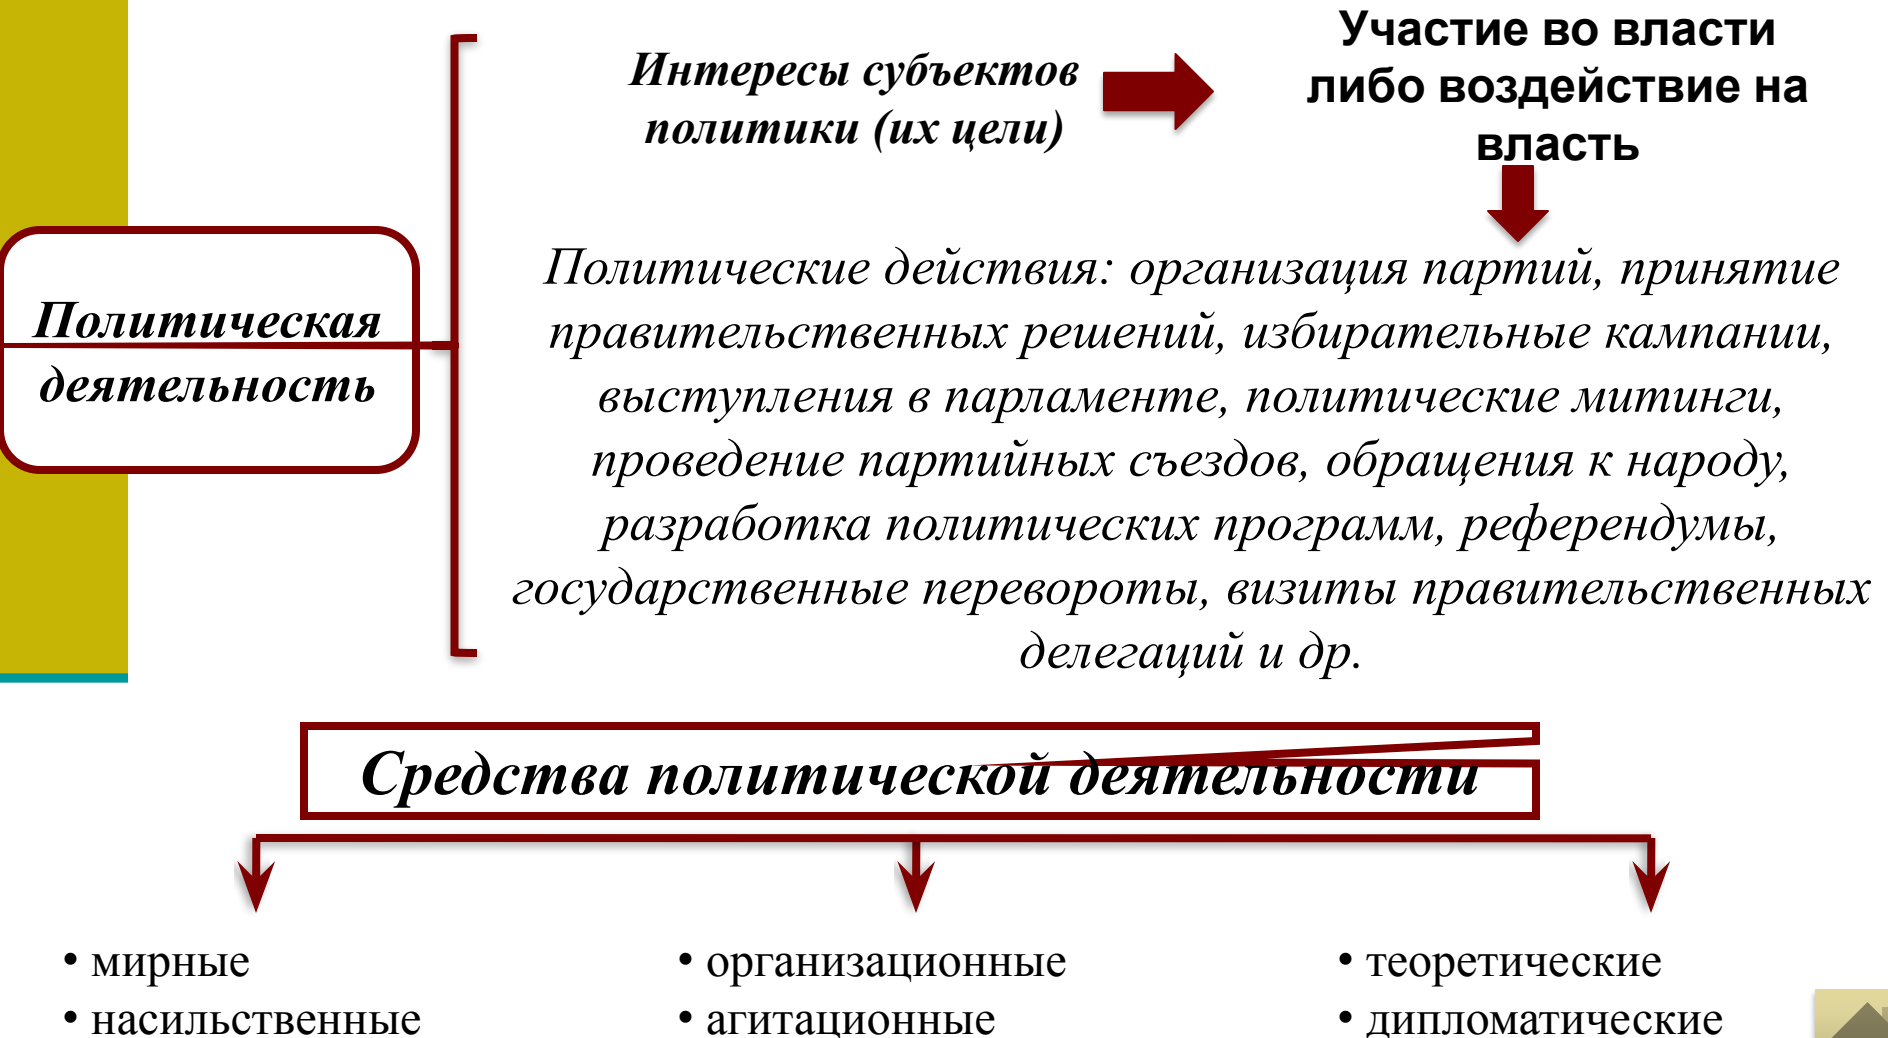 Интересы субъектов
политики (их цели)
Участие во власти
либо воздействие на
власть
Политическая
деятельность
Политические действия: организация партий, принятие
правительственных решений, избирательные кампании,
выступления в парламенте, политические митинги,
проведение партийных съездов, обращения к народу,
разработка политических программ, референдумы,
государственные перевороты, визиты правительственных
делегаций и др.
Средства политической деятельности
• мирные
• насильственные
• организационные
• агитационные
• теоретические
• дипломатические